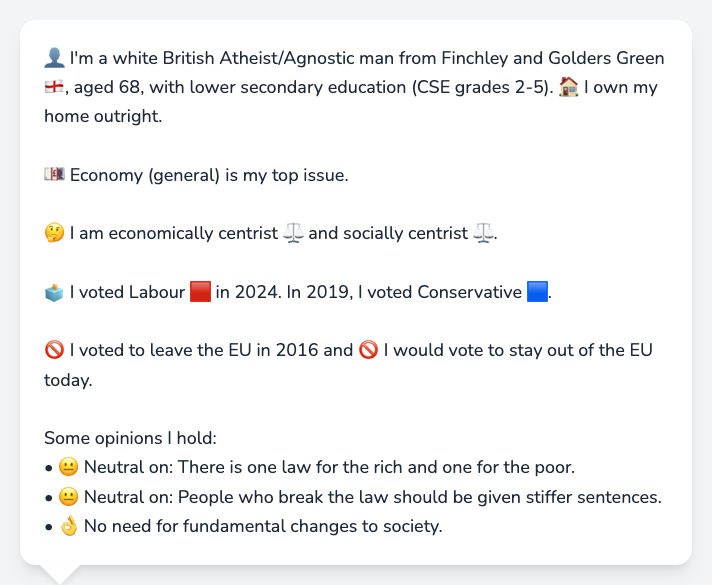 👤 I'm a white British Atheist/Agnostic man from Finchley and Golders Green
🏴󠁧󠁢󠁥󠁮󠁧󠁿, aged 68, with lower secondary education (CSE grades 2-5). 🏠 I own my
home outright.
💷 Economy (general) is my top issue.
🤔 I am economically centrist ⚖️ and socially centrist ⚖️.
🗳️ I voted Labour 🟥 in 2024. In 2019, I voted Conservative 🟦.
🚫 I voted to leave the EU in 2016 and 🚫 I would vote to stay out of the EU
today.
Some opinions I hold:
• 😐 Neutral on: There is one law for the rich and one for the poor.
• 😐 Neutral on: People who break the law should be given stiffer sentences.
• 👌 No need for fundamental changes to society.